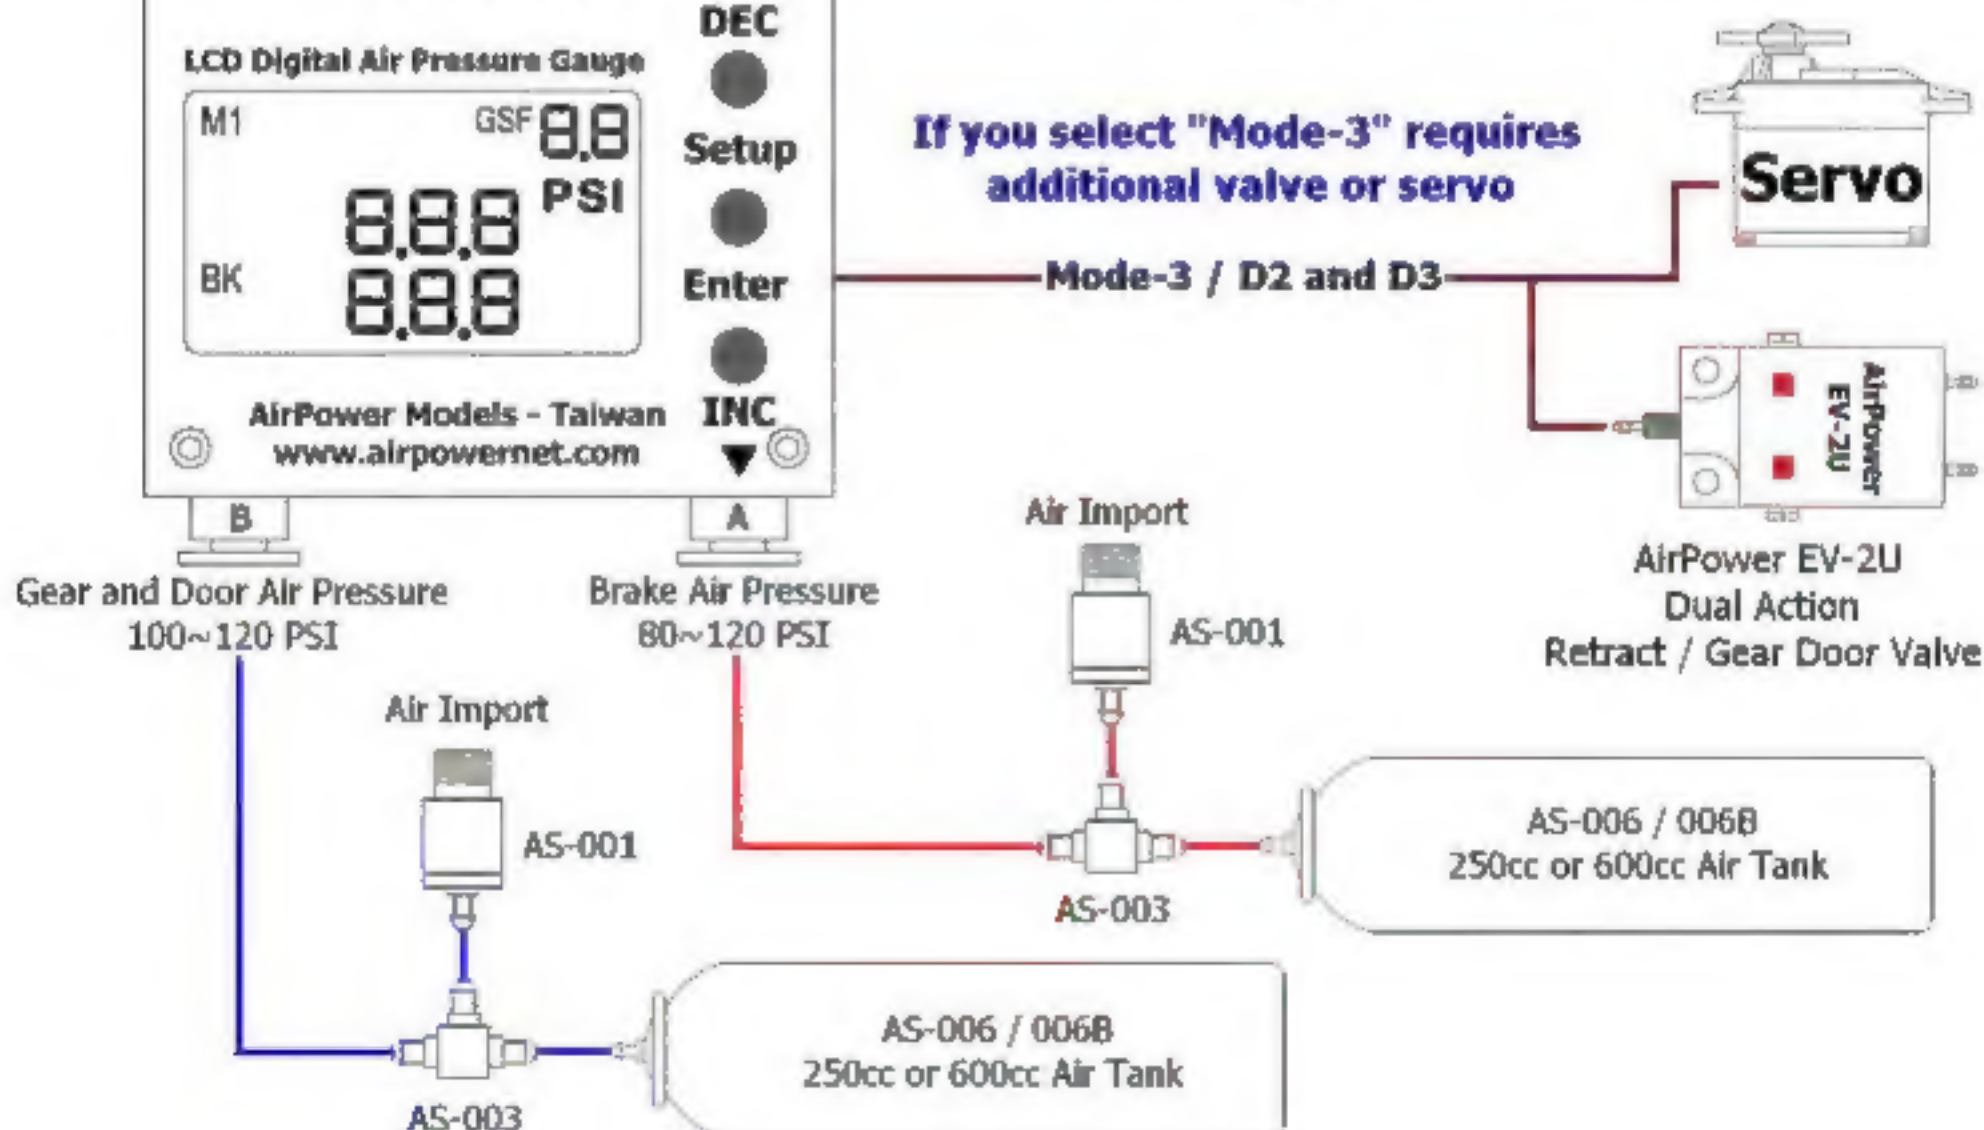 DEC
LCD Digital Air Pressure Gauge
M1
GSF 8.8
PSI
8.8.8
BK
8.8.8
Setup
Enter
INC
AirPower Models - Taiwan
www.airpowernet.com
If you select "Mode-3" requires
additional valve or servo
Mode-3 / D2 and D3
Servo
AirPower
EV-2U
AirPower EV-2U
Dual Action
Retract / Gear Door Valve
B
A
Gear and Door Air Pressure
100~120 PSI
Brake Air Pressure
80~120 PSI
Air Import
AS-001
AS-003
AS-006 / 006B
250cc or 600cc Air Tank
Air Import
AS-001
AS-003
AS-006 / 006B
250cc or 600cc Air Tank